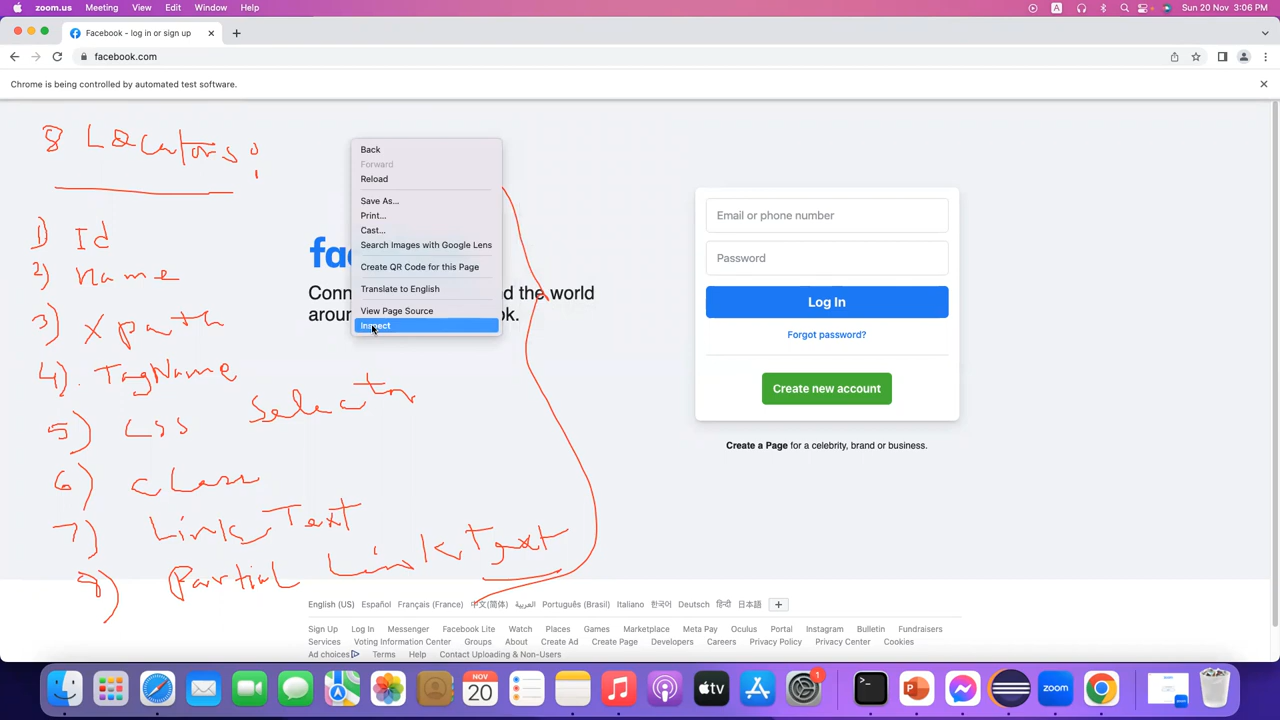 zoom.us Meeting View Edit Window Help
A Sun 20 Nov 3:06 PM
Facebook - log in or sign up
facebook.com
Chrome is being controlled by automated test software.
8 Locators:
1) Id
2) name
3) Xpath
4). TagName
5) css Selector
6) class
7) Link Text
8) Partial Link Text
Back
Forward
Reload
Save As...
Print...
Cast...
Search Images with Google Lens
Create QR Code for this Page
Translate to English
View Page Source
Inspect
fac
Conn d the world
arour ok.
Email or phone number
Password
Log In
Forgot password?
Create new account
Create a Page for a celebrity, brand or business.
English (US) Español Français (France) 中文(简体) العربية Português (Brasil) Italiano 한국어 Deutsch हिन्दी 日本語 +
Sign Up Log In Messenger Facebook Lite Watch Places Games Marketplace Meta Pay Oculus Portal Instagram Bulletin Fundraisers
Services Voting Information Center Groups About Create Ad Create Page Developers Careers Privacy Policy Privacy Center Cookies
Ad choices Terms Help Contact Uploading & Non-Users
NOV
20
tv
1
>_
P
zoom